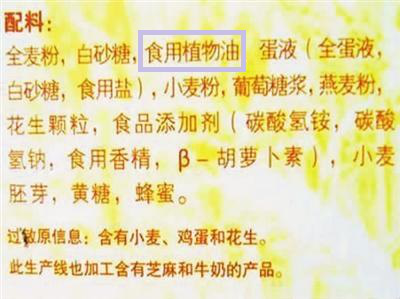 配料：
全麦粉，白砂糖，食用植物油 蛋液（全蛋液，
白砂糖，食用盐），小麦粉，葡萄糖浆，燕麦粉，
花生颗粒，食品添加剂（碳酸氢铵，碳酸
氢钠，食用香精，β-胡萝卜素），小麦
胚芽，黄糖，蜂蜜。
过敏原信息：含有小麦、鸡蛋和花生。
此生产线也加工含有芝麻和牛奶的产品。